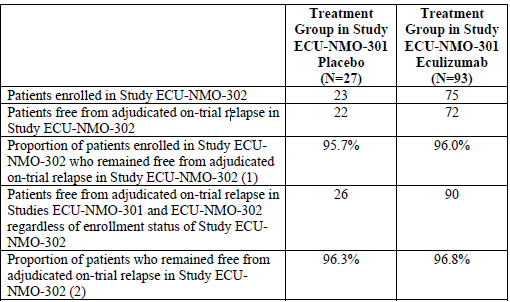 Treatment
Group in Study
ECU-NMO-301
Placebo
(N=27)
Treatment
Group in Study
ECU-NMO-301
Eculizumab
(N=93)
Patients enrolled in Study ECU-NMO-302
23
75
Patients free from adjudicated on-trial relapse in
Study ECU-NMO-302
22
72
Proportion of patients enrolled in Study ECU-
NMO-302 who remained free from adjudicated
on-trial relapse in Study ECU-NMO-302 (1)
95.7%
96.0%
Patients free from adjudicated on-trial relapse in
Studies ECU-NMO-301 and ECU-NMO-302
regardless of enrollment status of Study ECU-
NMO-302
26
90
Proportion of patients who remained free from
adjudicated on-trial relapse in Study ECU-
NMO-302 (2)
96.3%
96.8%